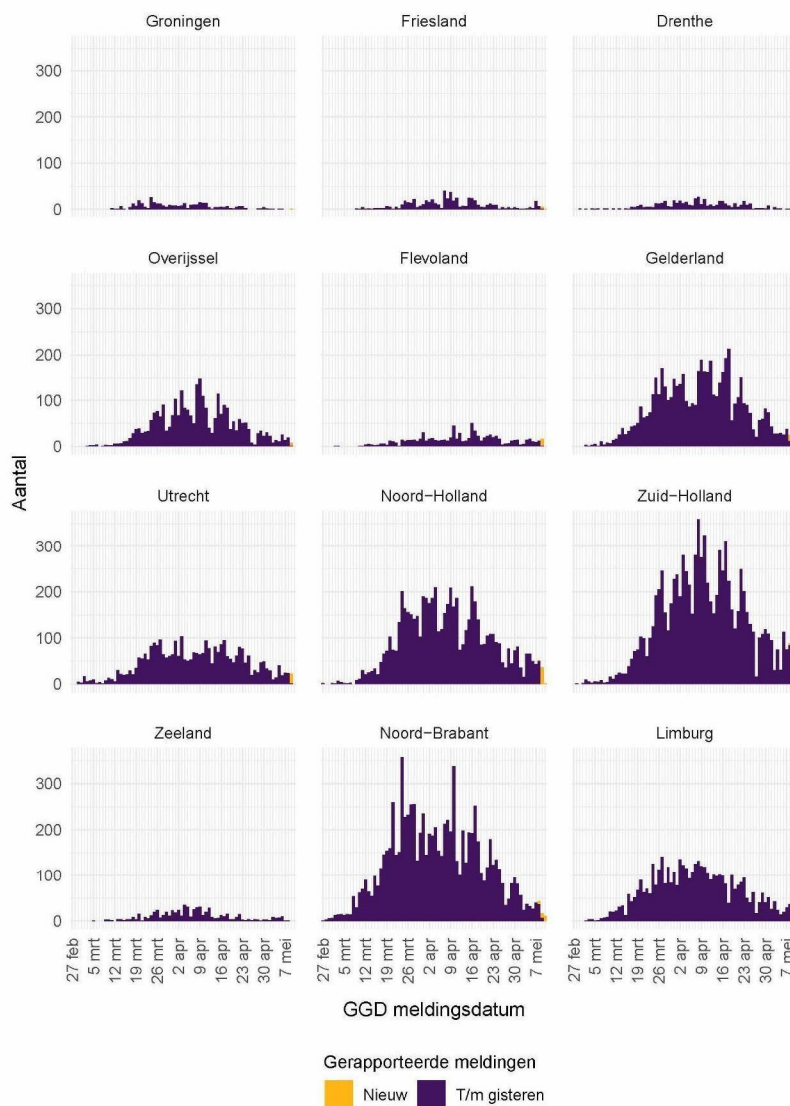 Groningen Friesland Drenthe
300
200
100
0
Overijssel Flevoland Gelderland
300
200
100
0
Aantal
Utrecht Noord−Holland Zuid−Holland
300
200
100
0
Zeeland Noord−Brabant Limburg
300
200
100
0
27 feb 5 mrt 12 mrt 19 mrt 26 mrt 2 apr 9 apr 16 apr 23 apr 30 apr 7 mei 27 feb 5 mrt 12 mrt 19 mrt 26 mrt 2 apr 9 apr 16 apr 23 apr 30 apr 7 mei 27 feb 5 mrt 12 mrt 19 mrt 26 mrt 2 apr 9 apr 16 apr 23 apr 30 apr 7 mei
GGD meldingsdatum
Gerapporteerde meldingen
Nieuw T/m gisteren